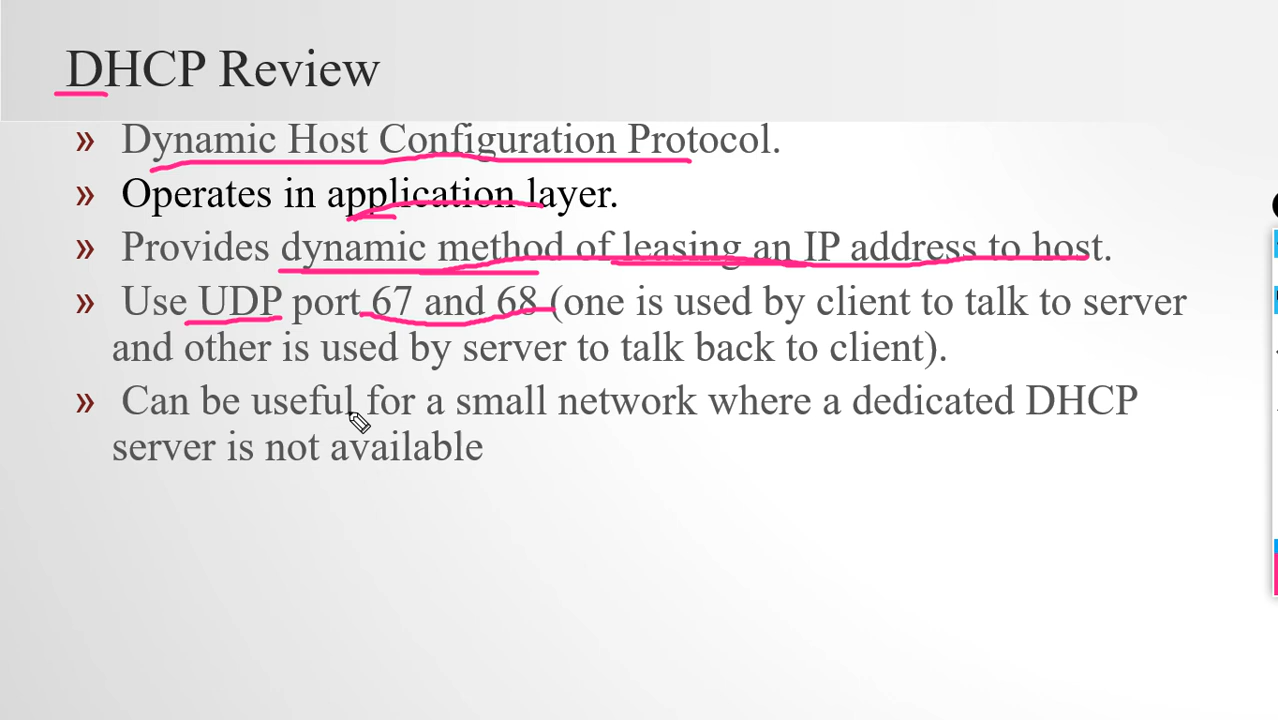 DHCP Review
» Dynamic Host Configuration Protocol.
» Operates in application layer.
» Provides dynamic method of leasing an IP address to host.
» Use UDP port 67 and 68 (one is used by client to talk to server
and other is used by server to talk back to client).
» Can be useful for a small network where a dedicated DHCP
server is not available